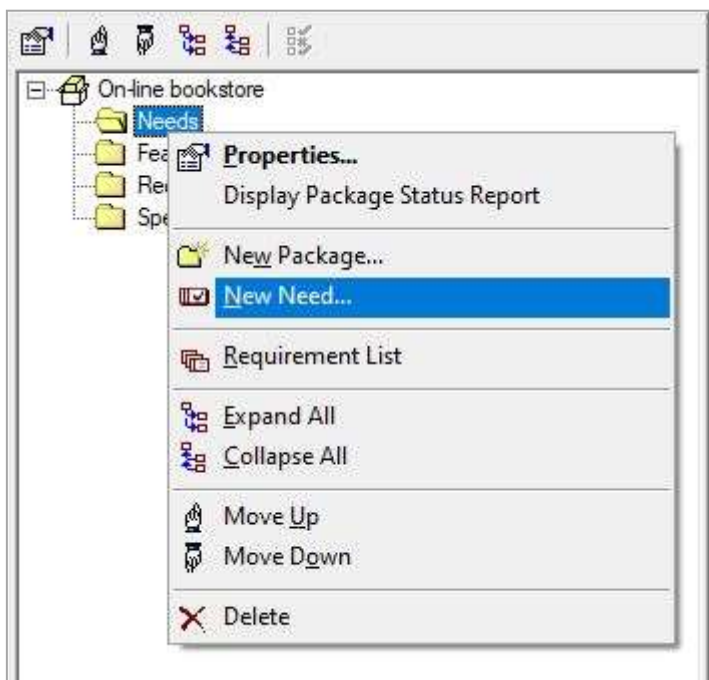 On-line bookstore
Needs
Fea
Re
Spe
Properties...
Display Package Status Report
New Package...
New Need...
Requirement List
Expand All
Collapse All
Move Up
Move Down
Delete